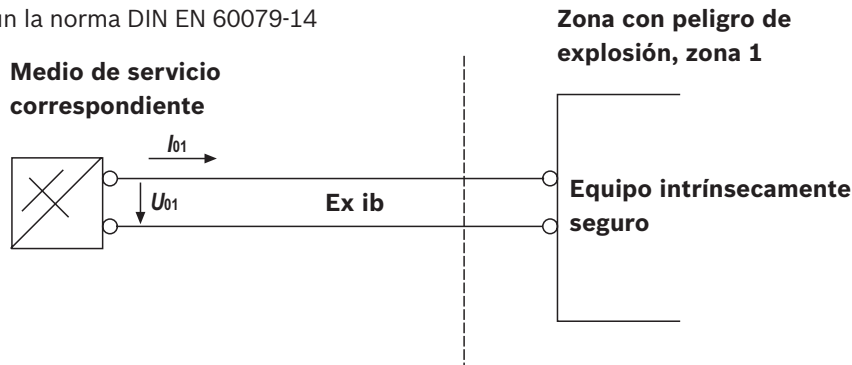 la norma DIN EN 60079-14
Zona con peligro de
explosión, zona 1
Medio de servicio
correspondiente
I01
U01
Ex ib
Equipo intrínsecamente
seguro